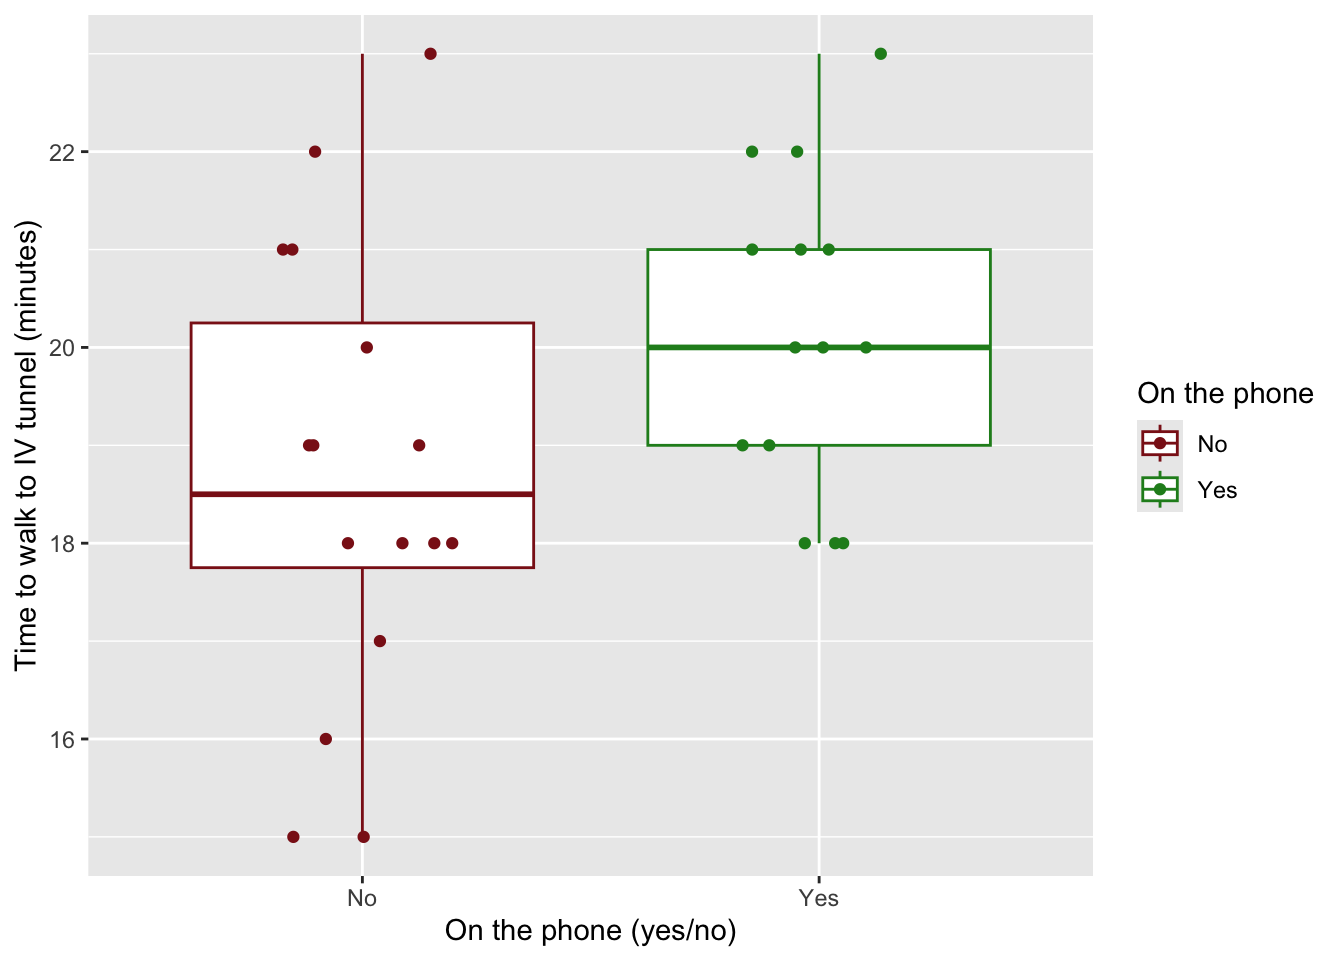 Time to walk to IV tunnel (minutes)
22
20
18
16
No
Yes
On the phone (yes/no)
On the phone
No
Yes